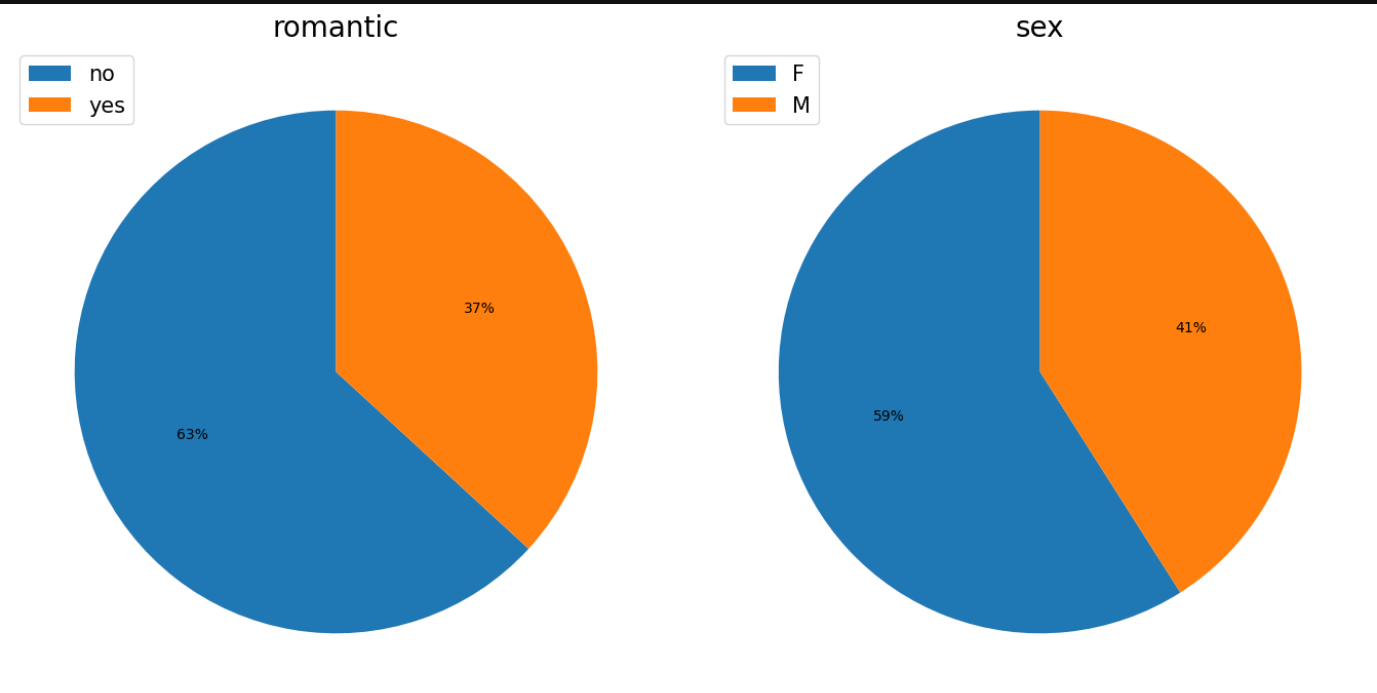 romantic
no
yes
37%
63%
sex
F
M
41%
59%